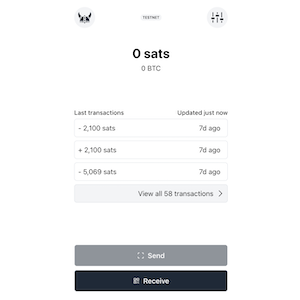 TESTNET
0 sats
0 BTC
Last transactions Updated just now
- 2,100 sats 7d ago
+ 2,100 sats 7d ago
- 5,069 sats 7d ago
View all 58 transactions
Send
Receive